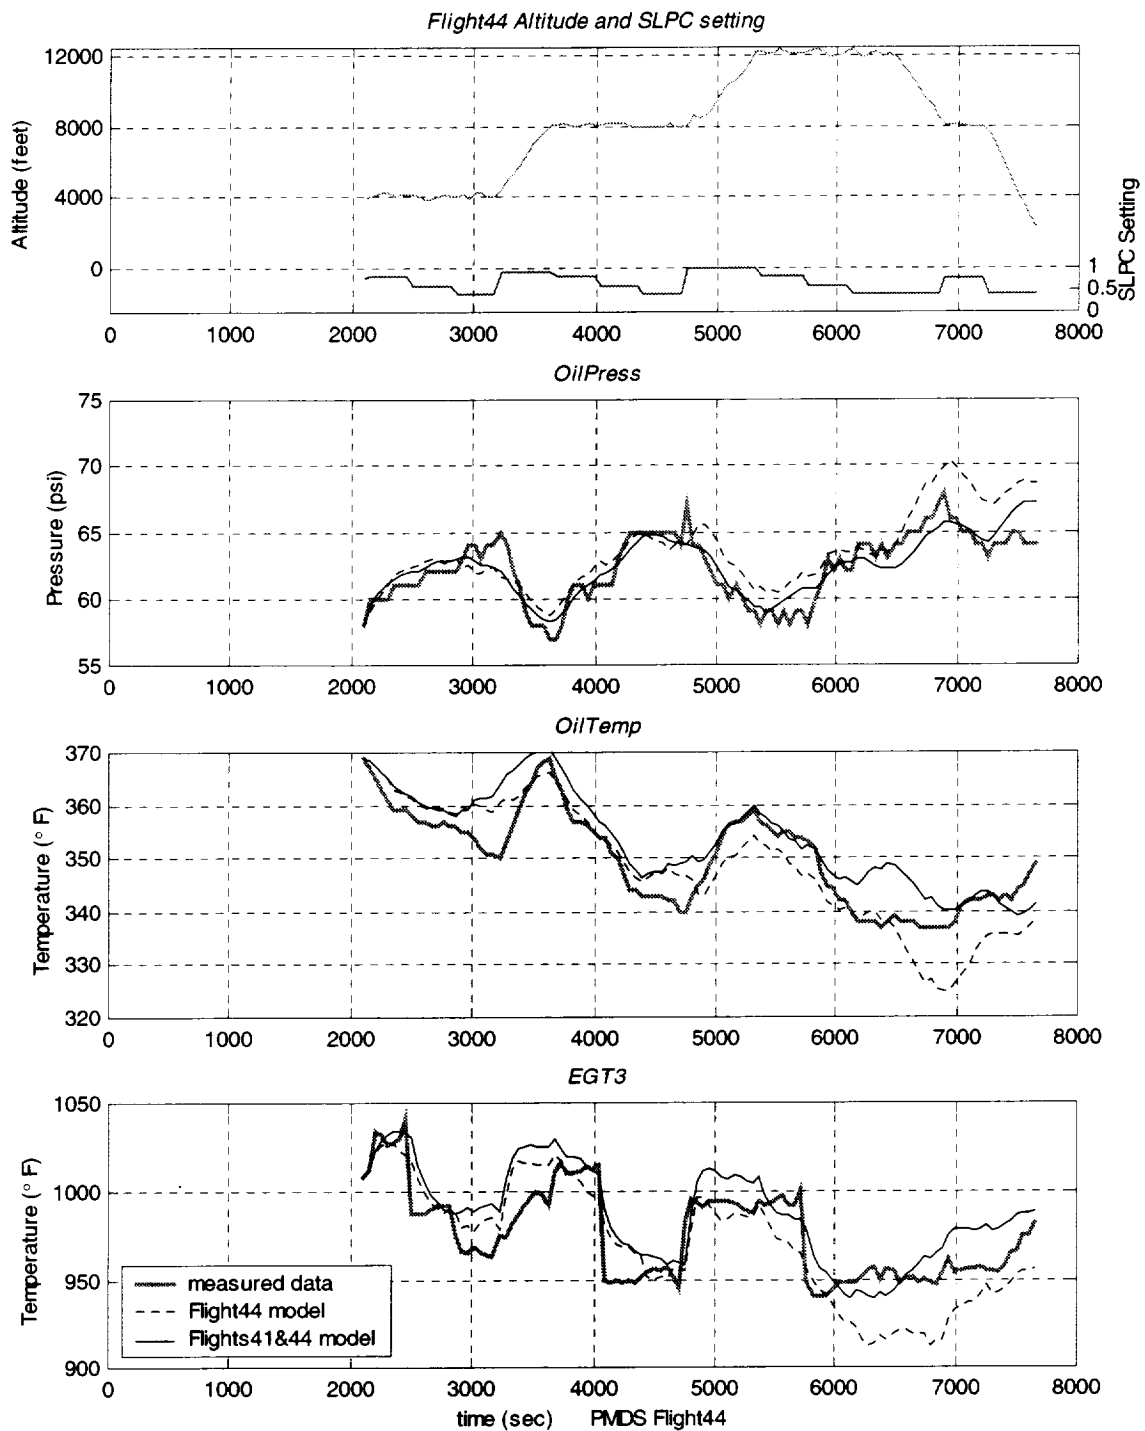 Flight44 Altitude and SLPC setting
12000
8000
4000
0
Altitude (feet)
1
0.5
0
SLPC Setting
0 1000 2000 3000 4000 5000 6000 7000 8000
OilPress
75
70
65
60
55
Pressure (psi)
0 1000 2000 3000 4000 5000 6000 7000 8000
OilTemp
370
360
350
340
330
320
Temperature (° F)
0 1000 2000 3000 4000 5000 6000 7000 8000
EGT3
1050
1000
950
900
Temperature (° F)
measured data
Flight44 model
Flights41&44 model
0 1000 2000 3000 4000 5000 6000 7000 8000
time (sec) PMDS Flight44